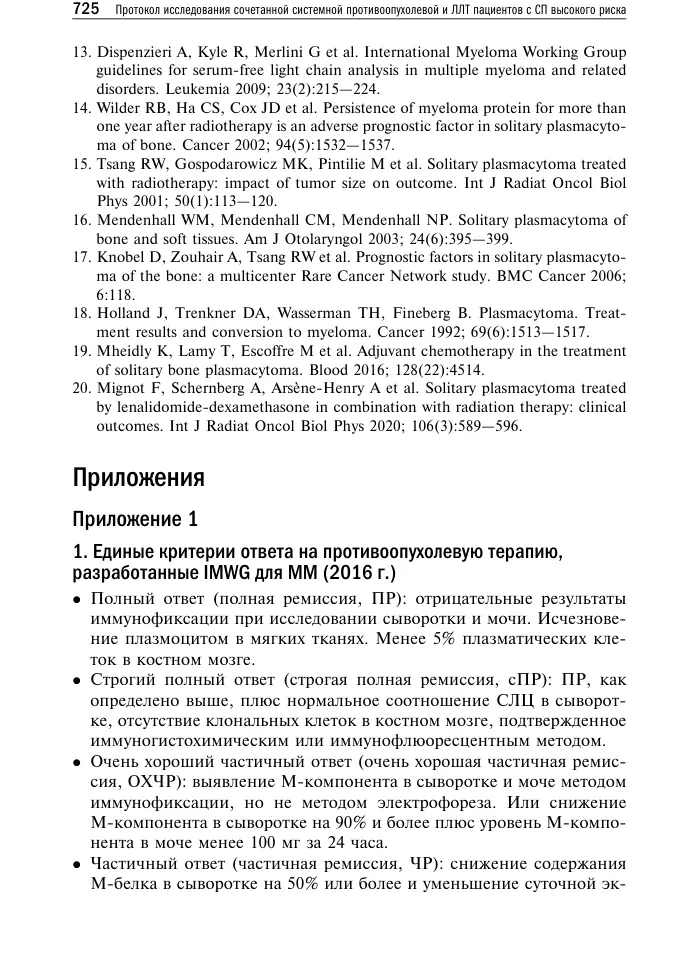 725 Протокол исследования сочетанной системной противоопухолевой и ЛЛТ пациентов с СП высокого риска
13. Dispenzieri A, Kyle R, Merlini G et al. International Myeloma Working Group
guidelines for serum-free light chain analysis in multiple myeloma and related
disorders. Leukemia 2009; 23(2):215—224.
14. Wilder RB, Ha CS, Cox JD et al. Persistence of myeloma protein for more than
one year after radiotherapy is an adverse prognostic factor in solitary plasmacyto-
ma of bone. Cancer 2002; 94(5):1532—1537.
15. Tsang RW, Gospodarowicz MK, Pintilie M et al. Solitary plasmacytoma treated
with radiotherapy: impact of tumor size on outcome. Int J Radiat Oncol Biol
Phys 2001; 50(1):113—120.
16. Mendenhall WM, Mendenhall CM, Mendenhall NP. Solitary plasmacytoma of
bone and soft tissues. Am J Otolaryngol 2003; 24(6):395—399.
17. Knobel D, Zouhair A, Tsang RW et al. Prognostic factors in solitary plasmacyto-
ma of the bone: a multicenter Rare Cancer Network study. BMC Cancer 2006;
6:118.
18. Holland J, Trenkner DA, Wasserman TH, Fineberg B. Plasmacytoma. Treat-
ment results and conversion to myeloma. Cancer 1992; 69(6):1513—1517.
19. Mheidly K, Lamy T, Escoffre M et al. Adjuvant chemotherapy in the treatment
of solitary bone plasmacytoma. Blood 2016; 128(22):4514.
20. Mignot F, Schernberg A, Arsène-Henry A et al. Solitary plasmacytoma treated
by lenalidomide-dexamethasone in combination with radiation therapy: clinical
outcomes. Int J Radiat Oncol Biol Phys 2020; 106(3):589—596.
Приложения
Приложение 1
1. Единые критерии ответа на противоопухолевую терапию,
разработанные IMWG для ММ (2016 г.)
● Полный ответ (полная ремиссия, ПР): отрицательные результаты
иммунофиксации при исследовании сыворотки и мочи. Исчезнове-
ние плазмоцитом в мягких тканях. Менее 5% плазматических кле-
ток в костном мозге.
● Строгий полный ответ (строгая полная ремиссия, сПР): ПР, как
определено выше, плюс нормальное соотношение СЛЦ в сыворот-
ке, отсутствие клональных клеток в костном мозге, подтвержденное
иммуногистохимическим или иммунофлюоресцентным методом.
● Очень хороший частичный ответ (очень хорошая частичная ремис-
сия, ОХЧР): выявление М-компонента в сыворотке и моче методом
иммунофиксации, но не методом электрофореза. Или снижение
М-компонента в сыворотке на 90% и более плюс уровень М-компо-
нента в моче менее 100 мг за 24 часа.
● Частичный ответ (частичная ремиссия, ЧР): снижение содержания
М-белка в сыворотке на 50% или более и уменьшение суточной эк-